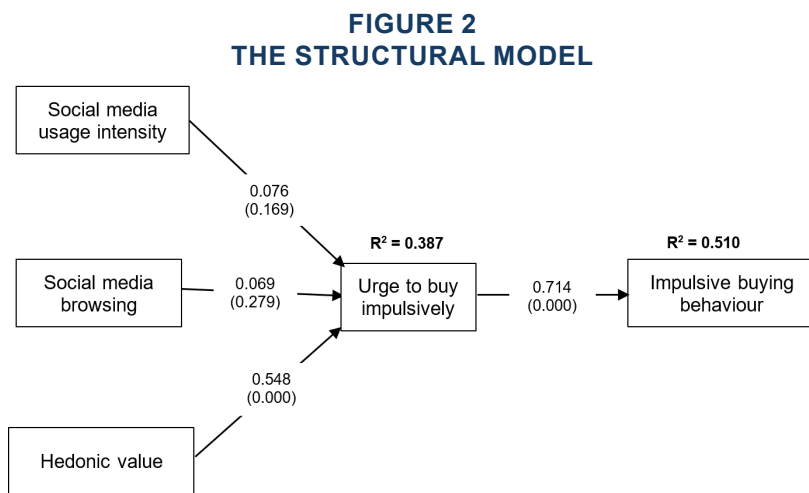 FIGURE 2
THE STRUCTURAL MODEL
Social media
usage intensity
0.076
(0.169)
R² = 0.387
R² = 0.510
Social media
browsing
0.069
(0.279)
Urge to buy
impulsively
0.714
(0.000)
Impulsive buying
behaviour
0.548
(0.000)
Hedonic value